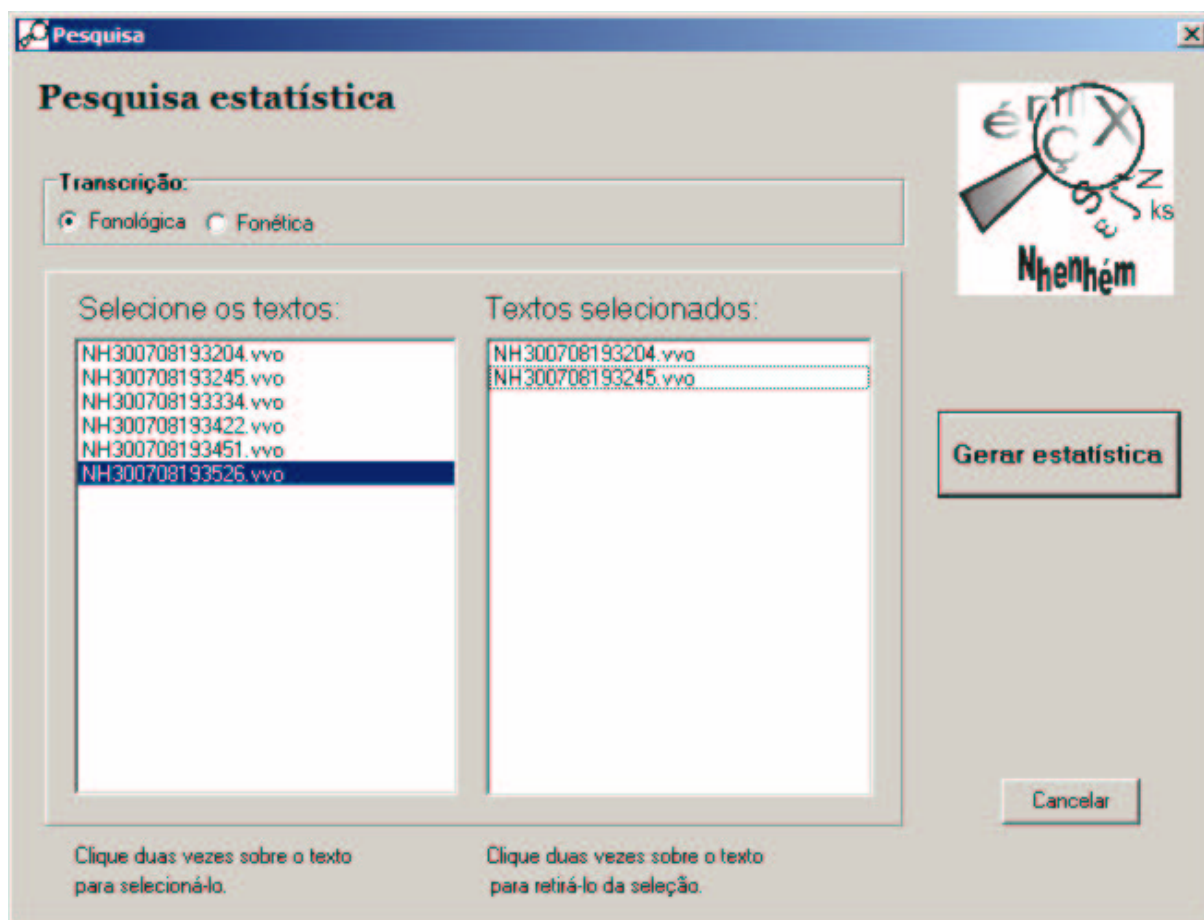 Pesquisa
Pesquisa estatística
Transcrição:
Fonológica Fonética
Selecione os textos:
NH300708193204.vvo
NH300708193245.vvo
NH300708193334.vvo
NH300708193422.vvo
NH300708193451.vvo
NH300708193526.vvo
Clique duas vezes sobre o texto
para selecioná-lo.
Textos selecionados:
NH300708193204.vvo
NH300708193245.vvo
Clique duas vezes sobre o texto
para retirá-lo da seleção.
ks
Nhenhém
Gerar estatística
Cancelar